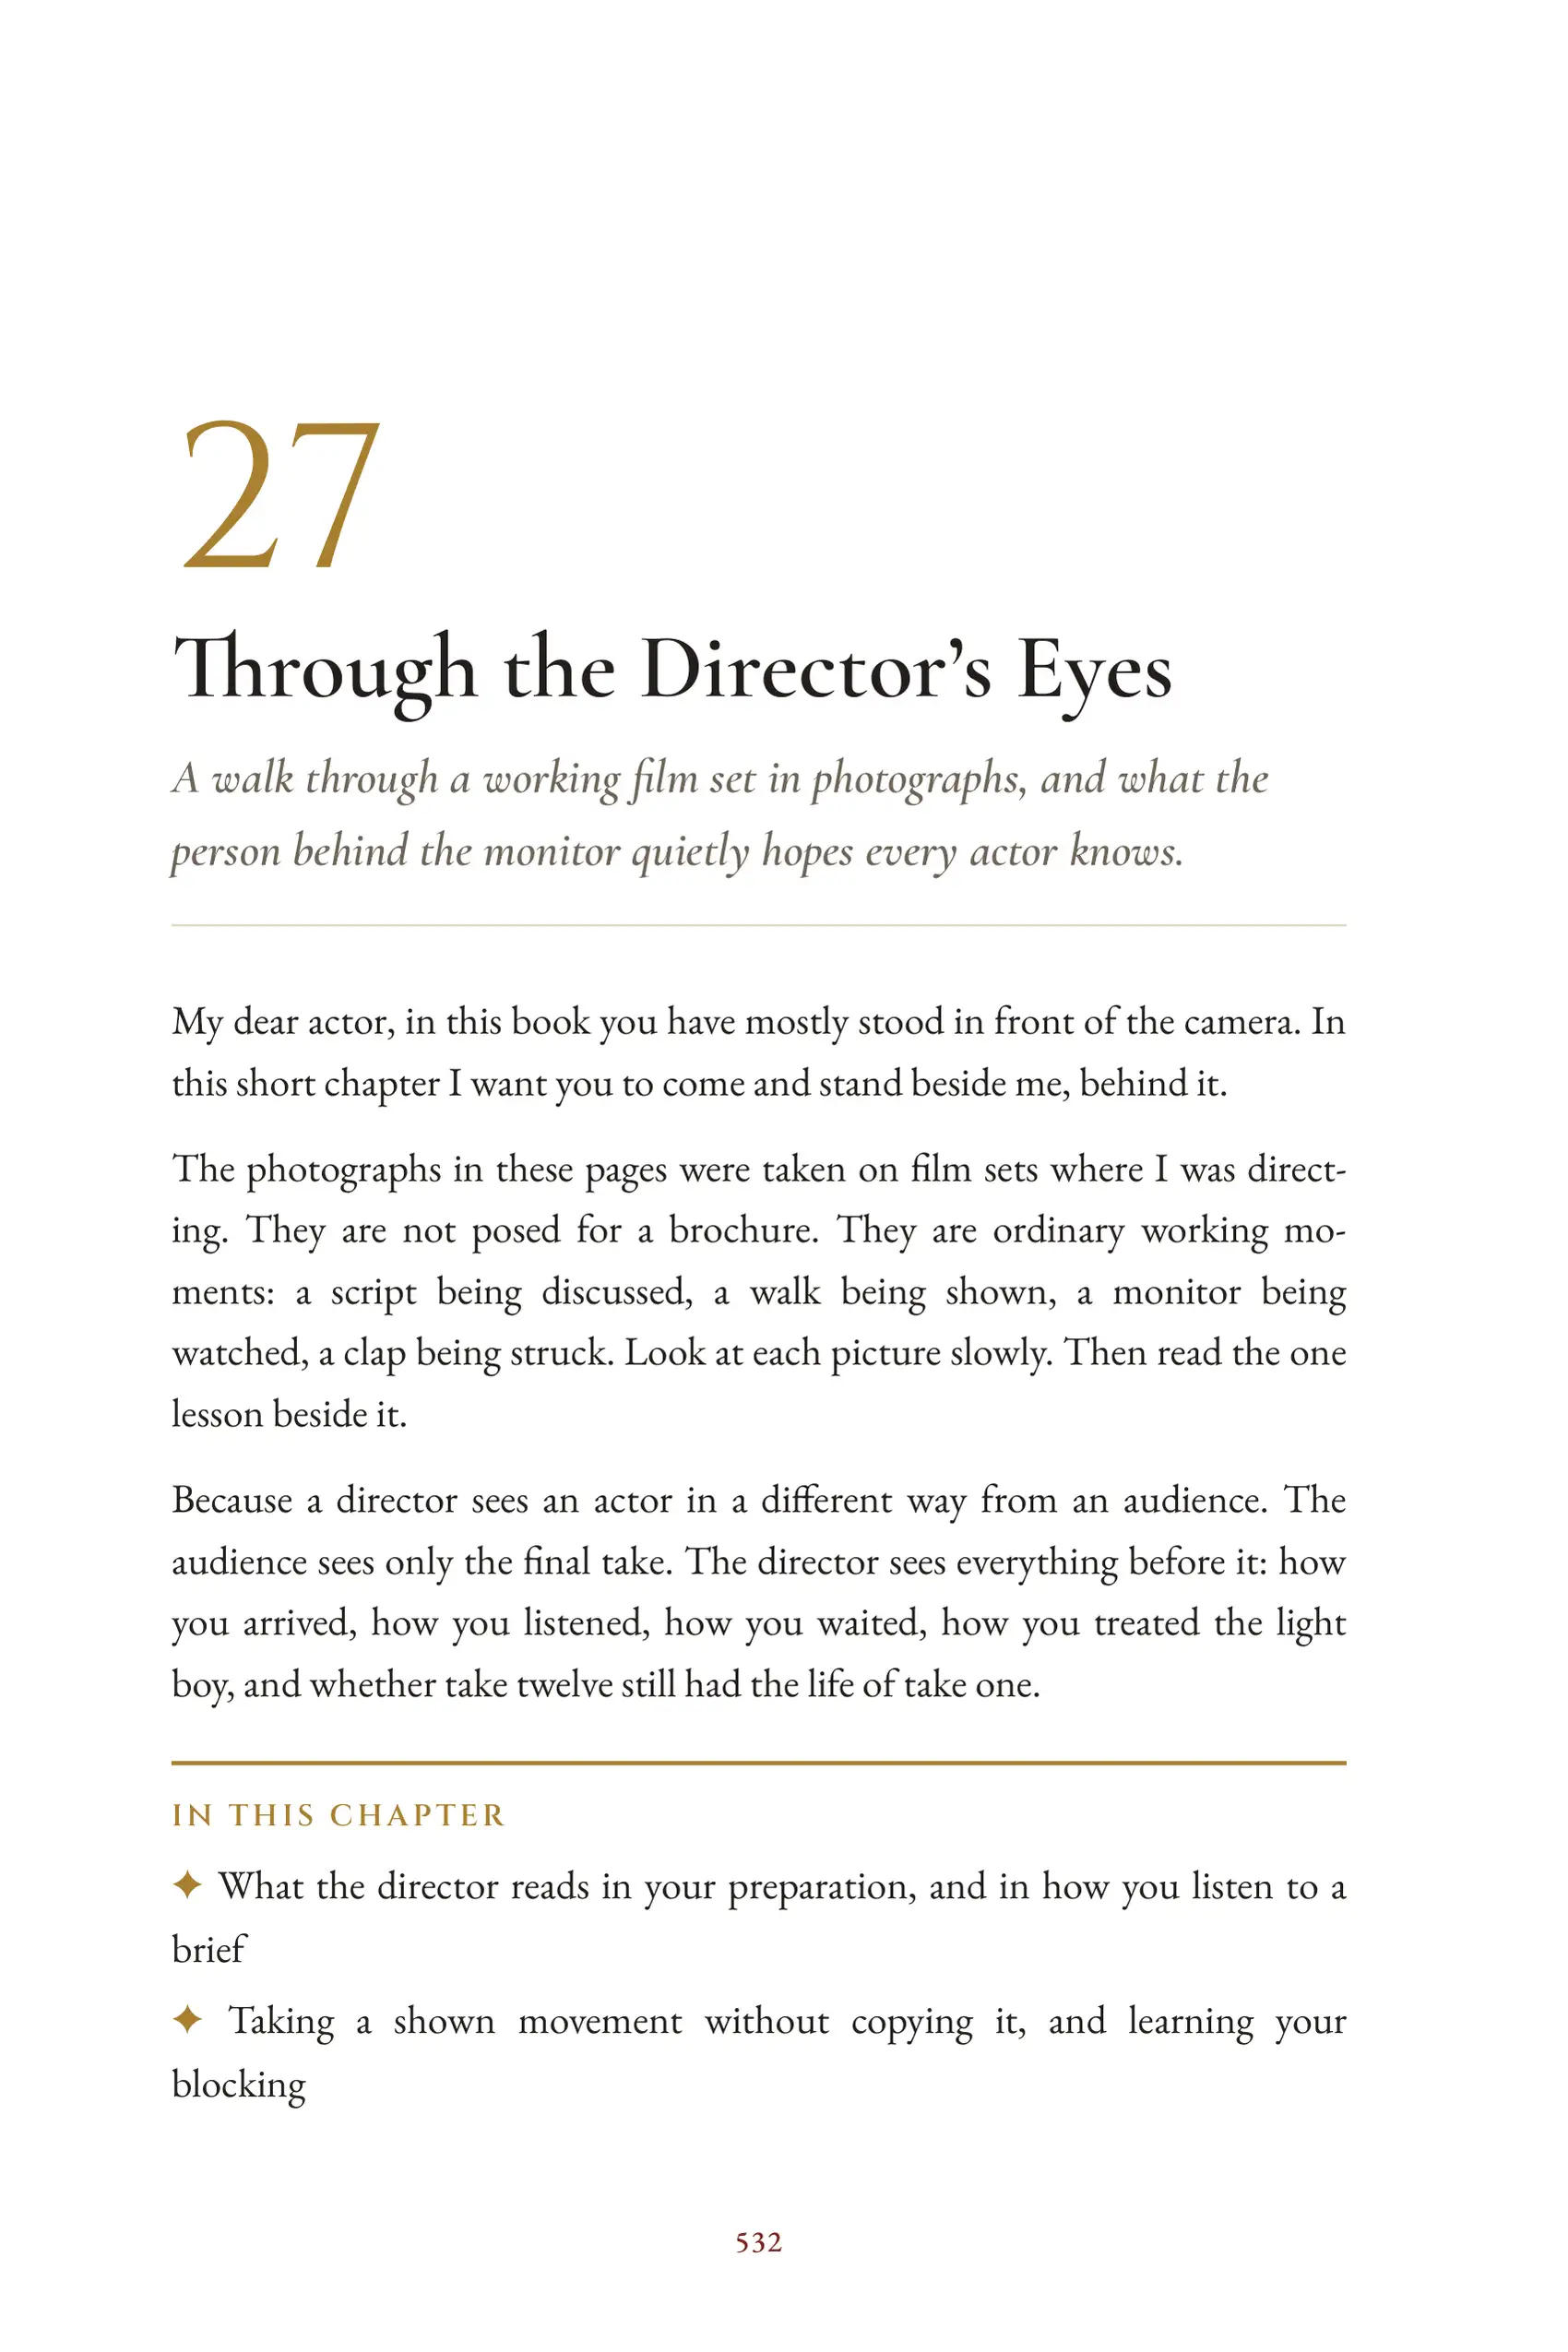 27
Through the Director’s Eyes
A walk through a working film set in photographs, and what the
person behind the monitor quietly hopes every actor knows.
My dear actor, in this book you have mostly stood in front of the camera. In
this short chapter I want you to come and stand beside me, behind it.
The photographs in these pages were taken on film sets where I was direct-
ing. They are not posed for a brochure. They are ordinary working mo-
ments: a script being discussed, a walk being shown, a monitor being
watched, a clap being struck. Look at each picture slowly. Then read the one
lesson beside it.
Because a director sees an actor in a different way from an audience. The
audience sees only the final take. The director sees everything before it: how
you arrived, how you listened, how you waited, how you treated the light
boy, and whether take twelve still had the life of take one.
IN THIS CHAPTER
✦ What the director reads in your preparation, and in how you listen to a
brief
✦ Taking a shown movement without copying it, and learning your
blocking
532